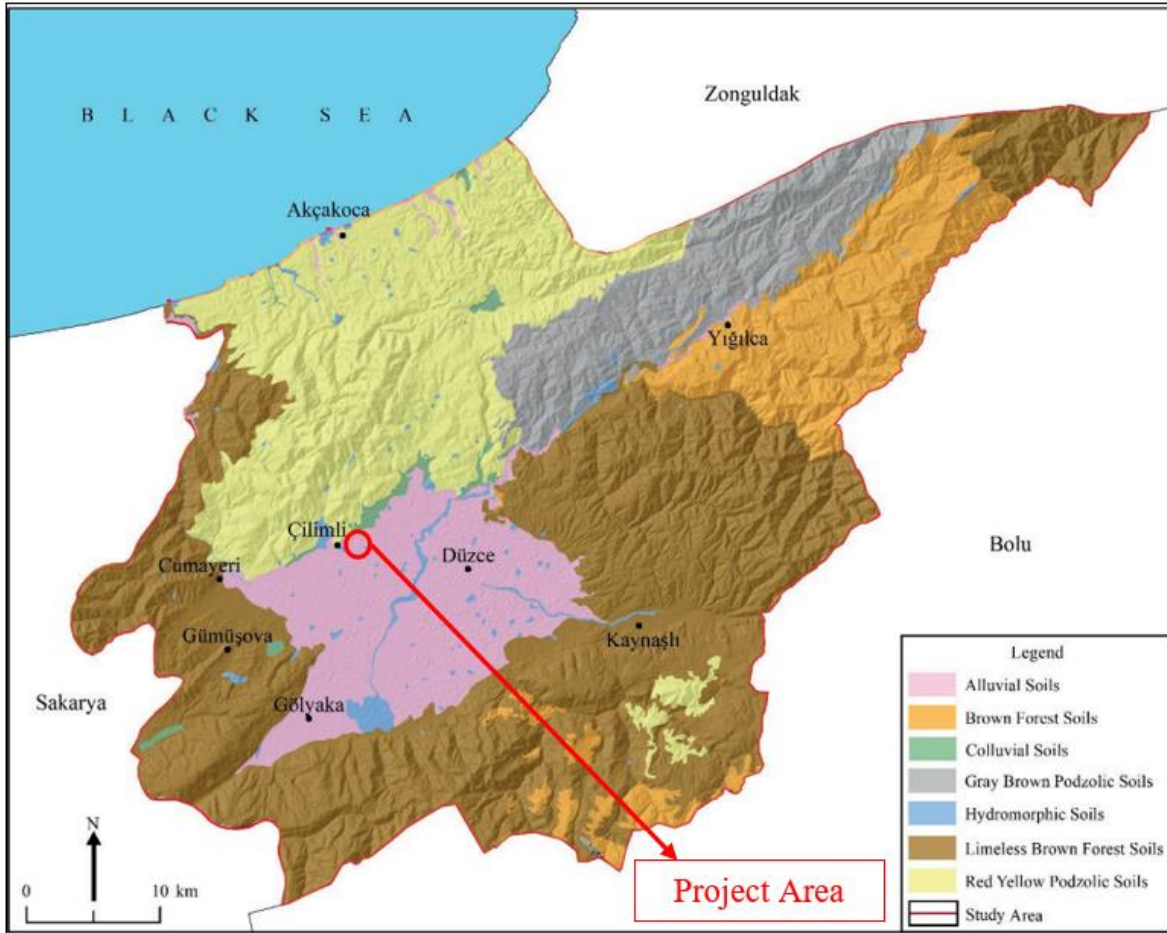 Zonguldak
BLACK SEA
Akçakoca
Yığılca
Çilimli
Düzce
Bolu
Cumayeri
Gümüşova
Kaynaşlı
Sakarya
Gölyaka
Legend
Alluvial Soils
Brown Forest Soils
Colluvial Soils
Gray Brown Podzolic Soils
Hydromorphic Soils
Limeless Brown Forest Soils
Red Yellow Podzolic Soils
Study Area
N
0 10 km
Project Area